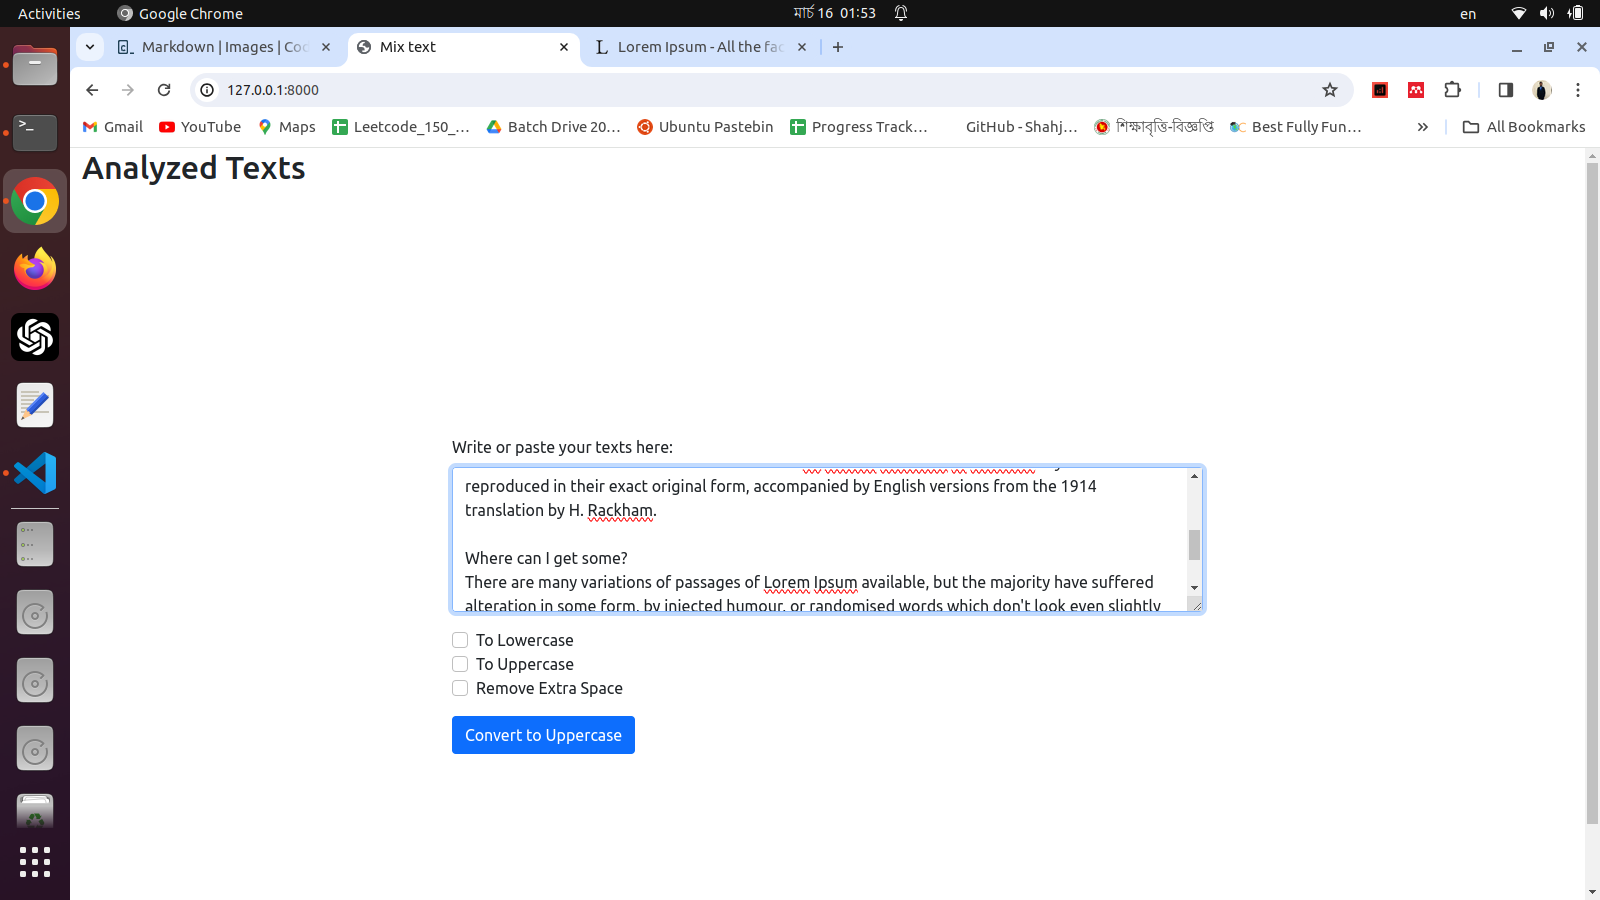 Activities
Google Chrome
মার্চ 16 01:53
en
Markdown | Images | Cod
Mix text
Lorem Ipsum - All the fac
127.0.0.1:8000
Gmail
YouTube
Maps
Leetcode_150_...
Batch Drive 20...
Ubuntu Pastebin
Progress Track...
GitHub - Shahj...
শিক্ষাবৃত্তি-বিজ্ঞপ্তি
Best Fully Fun...
All Bookmarks
Analyzed Texts
Write or paste your texts here:
reproduced in their exact original form, accompanied by English versions from the 1914
translation by H. Rackham.
Where can I get some?
There are many variations of passages of Lorem Ipsum available, but the majority have suffered
alteration in some form, by injected humour, or randomised words which don't look even slightly
To Lowercase
To Uppercase
Remove Extra Space
Convert to Uppercase